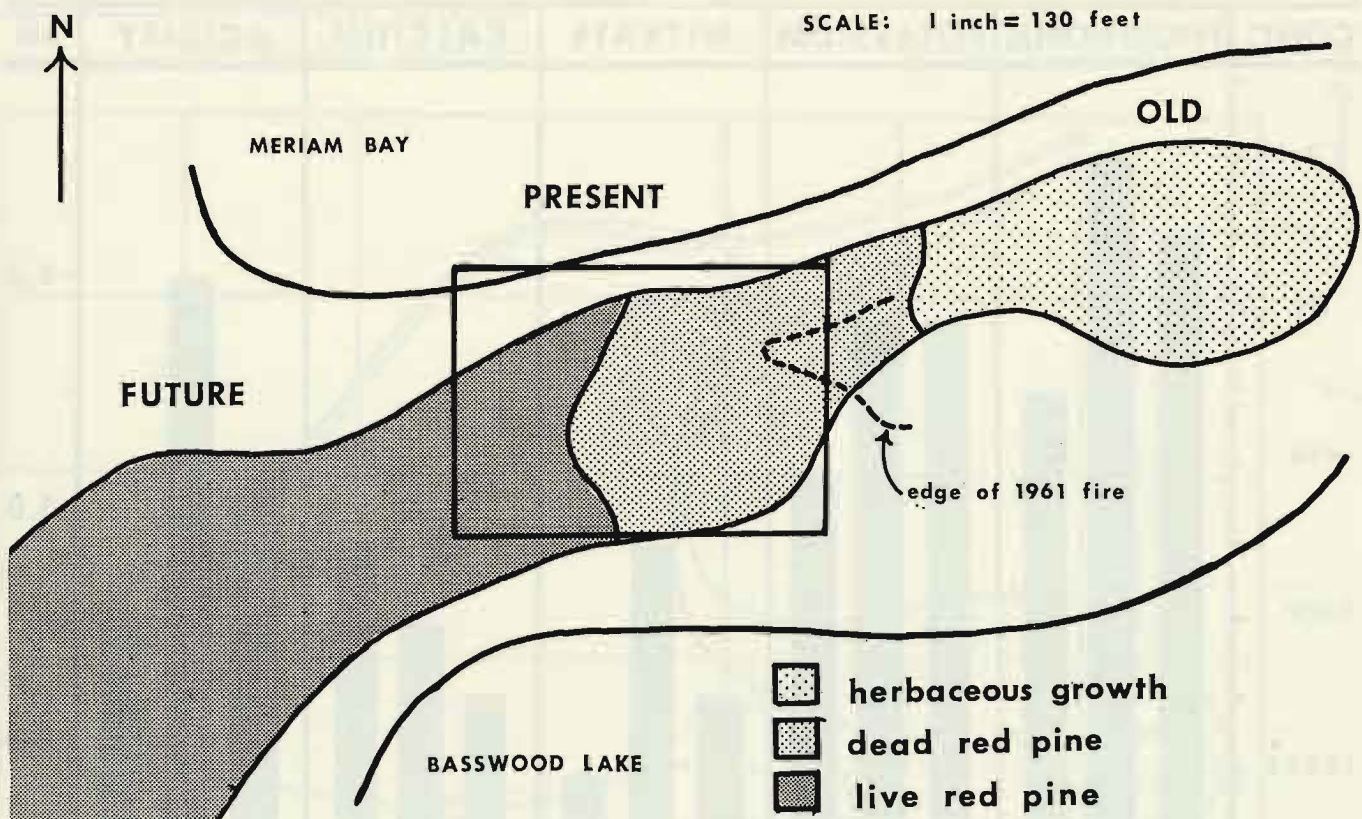 SCALE: 1 inch = 130 feet
N
OLD
MERIAM BAY
PRESENT
FUTURE
edge of 1961 fire
herbaceous growth
dead red pine
live red pine
BASSWOOD LAKE